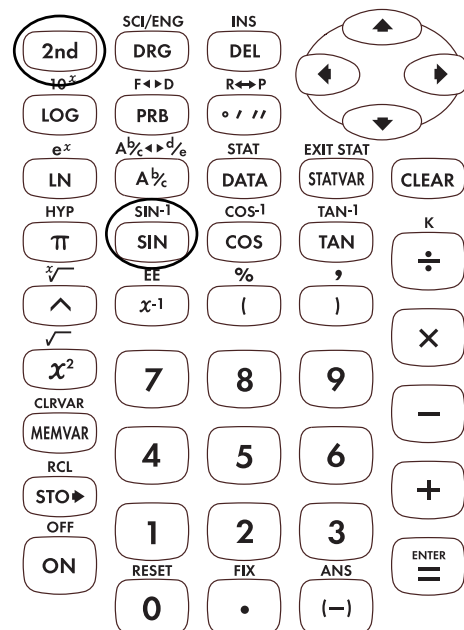 SCI/ENG INS
2nd DRG DEL
10ˣ F◂▸D R↔P
LOG PRB ° ′ ″
eˣ Ab/c◂▸d/e STAT EXIT STAT
LN Ab/c DATA STATVAR CLEAR
HYP SIN-1 COS-1 TAN-1 K
π SIN COS TAN ÷
ˣ√ EE % ,
^ x-1 ( ) ×
√
x² 7 8 9 −
CLRVAR
MEMVAR 4 5 6
RCL
STO▸ +
OFF
ON 1 2 3 ENTER =
RESET FIX ANS
0 . (−)